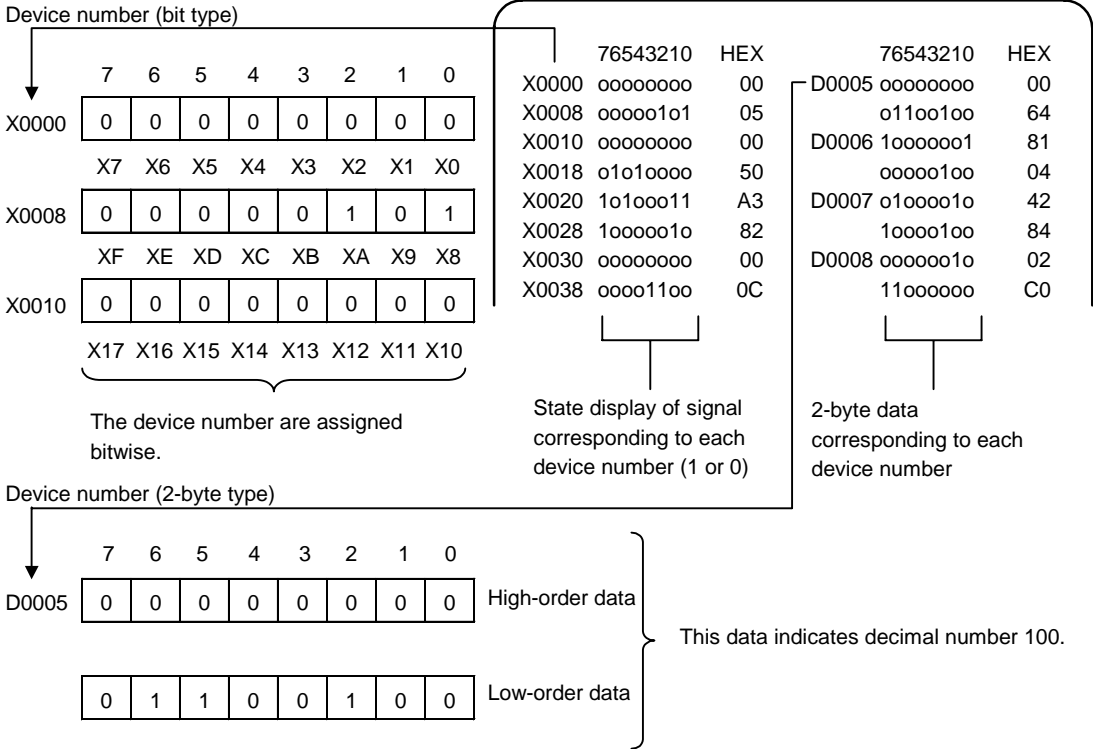 Device number (bit type)
7 6 5 4 3 2 1 0
X0000 0 0 0 0 0 0 0 0
X7 X6 X5 X4 X3 X2 X1 X0
X0008 0 0 0 0 0 1 0 1
XF XE XD XC XB XA X9 X8
X0010 0 0 0 0 0 0 0 0
X17 X16 X15 X14 X13 X12 X11 X10
The device number are assigned
bitwise.
76543210 HEX
X0000 oooooooo 00
X0008 ooooo1o1 05
X0010 oooooooo 00
X0018 o1o1oooo 50
X0020 1o1ooo11 A3
X0028 1ooooo1o 82
X0030 oooooooo 00
X0038 oooo11oo 0C
State display of signal
corresponding to each
device number (1 or 0)
76543210 HEX
D0005 oooooooo 00
o11oo1oo 64
D0006 1oooooo1 81
ooooo1oo 04
D0007 o1oooo1o 42
1oooo1oo 84
D0008 oooooo1o 02
11oooooo C0
2-byte data
corresponding to each
device number
Device number (2-byte type)
7 6 5 4 3 2 1 0
D0005 0 0 0 0 0 0 0 0 High-order data
0 1 1 0 0 1 0 0 Low-order data
This data indicates decimal number 100.